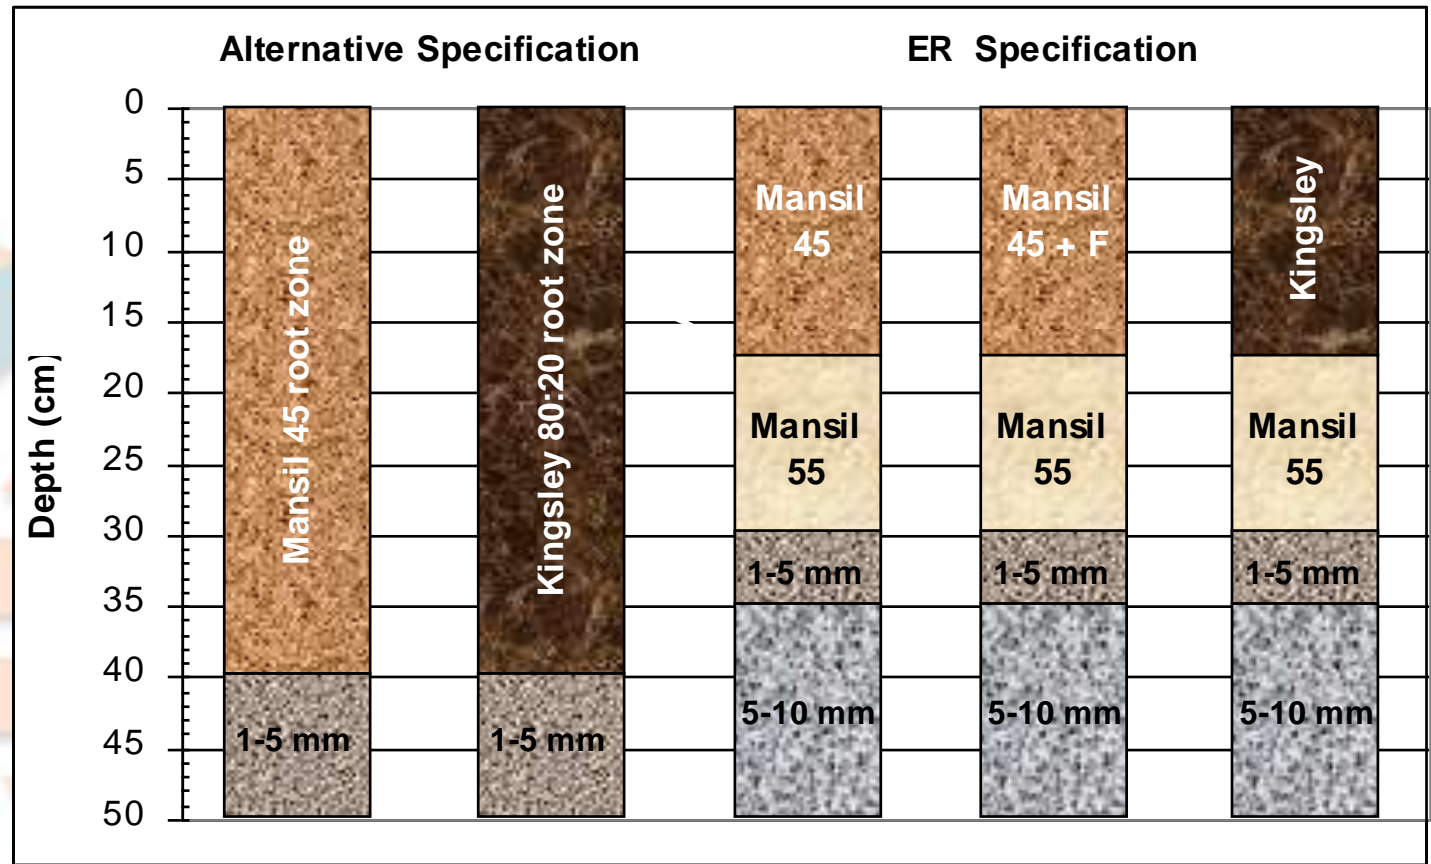 Alternative Specification
ER Specification
Depth (cm)
0
5
10
15
20
25
30
35
40
45
50
Mansil 45 root zone
1-5 mm
Kingsley 80:20 root zone
1-5 mm
Mansil
45
Mansil
55
1-5 mm
5-10 mm
Mansil
45 + F
Mansil
55
1-5 mm
5-10 mm
Kingsley
Mansil
55
1-5 mm
5-10 mm